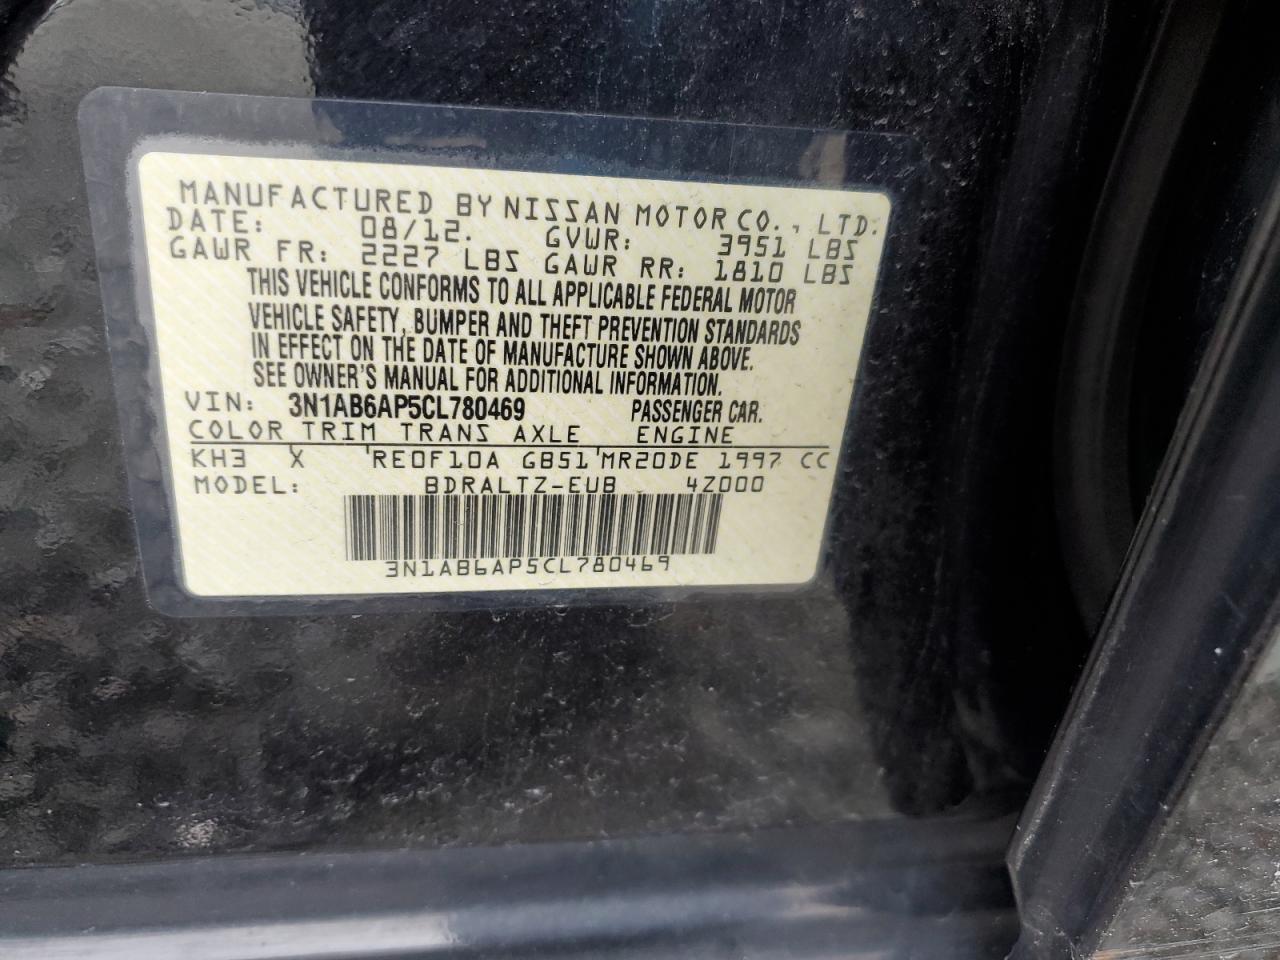 MANUFACTURED BY NISSAN MOTOR CO., LTD.
DATE: 08/12. GVWR: 3951 LBS
GAWR FR: 2227 LBS GAWR RR: 1810 LBS
THIS VEHICLE CONFORMS TO ALL APPLICABLE FEDERAL MOTOR
VEHICLE SAFETY, BUMPER AND THEFT PREVENTION STANDARDS
IN EFFECT ON THE DATE OF MANUFACTURE SHOWN ABOVE.
SEE OWNER'S MANUAL FOR ADDITIONAL INFORMATION.
VIN: 3N1AB6AP5CL780469 PASSENGER CAR.
COLOR TRIM TRANS AXLE ENGINE
KH3 X RE0F10A GB51 MR20DE 1997 CC
MODEL: BDRALTZ-EUB 4Z000
3N1AB6AP5CL780469